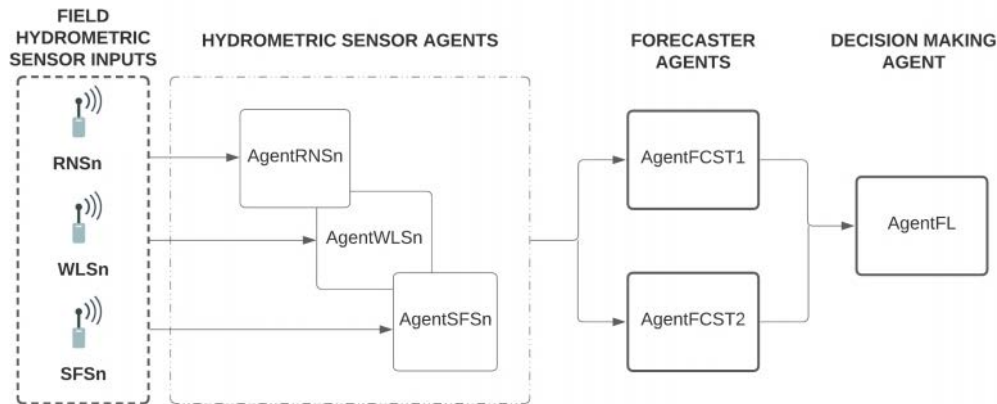 FIELD
HYDROMETRIC
SENSOR INPUTS
HYDROMETRIC SENSOR AGENTS
FORECASTER
AGENTS
DECISION MAKING
AGENT
RNSn
WLSn
SFSn
AgentRNSn
AgentWLSn
AgentSFSn
AgentFCST1
AgentFCST2
AgentFL